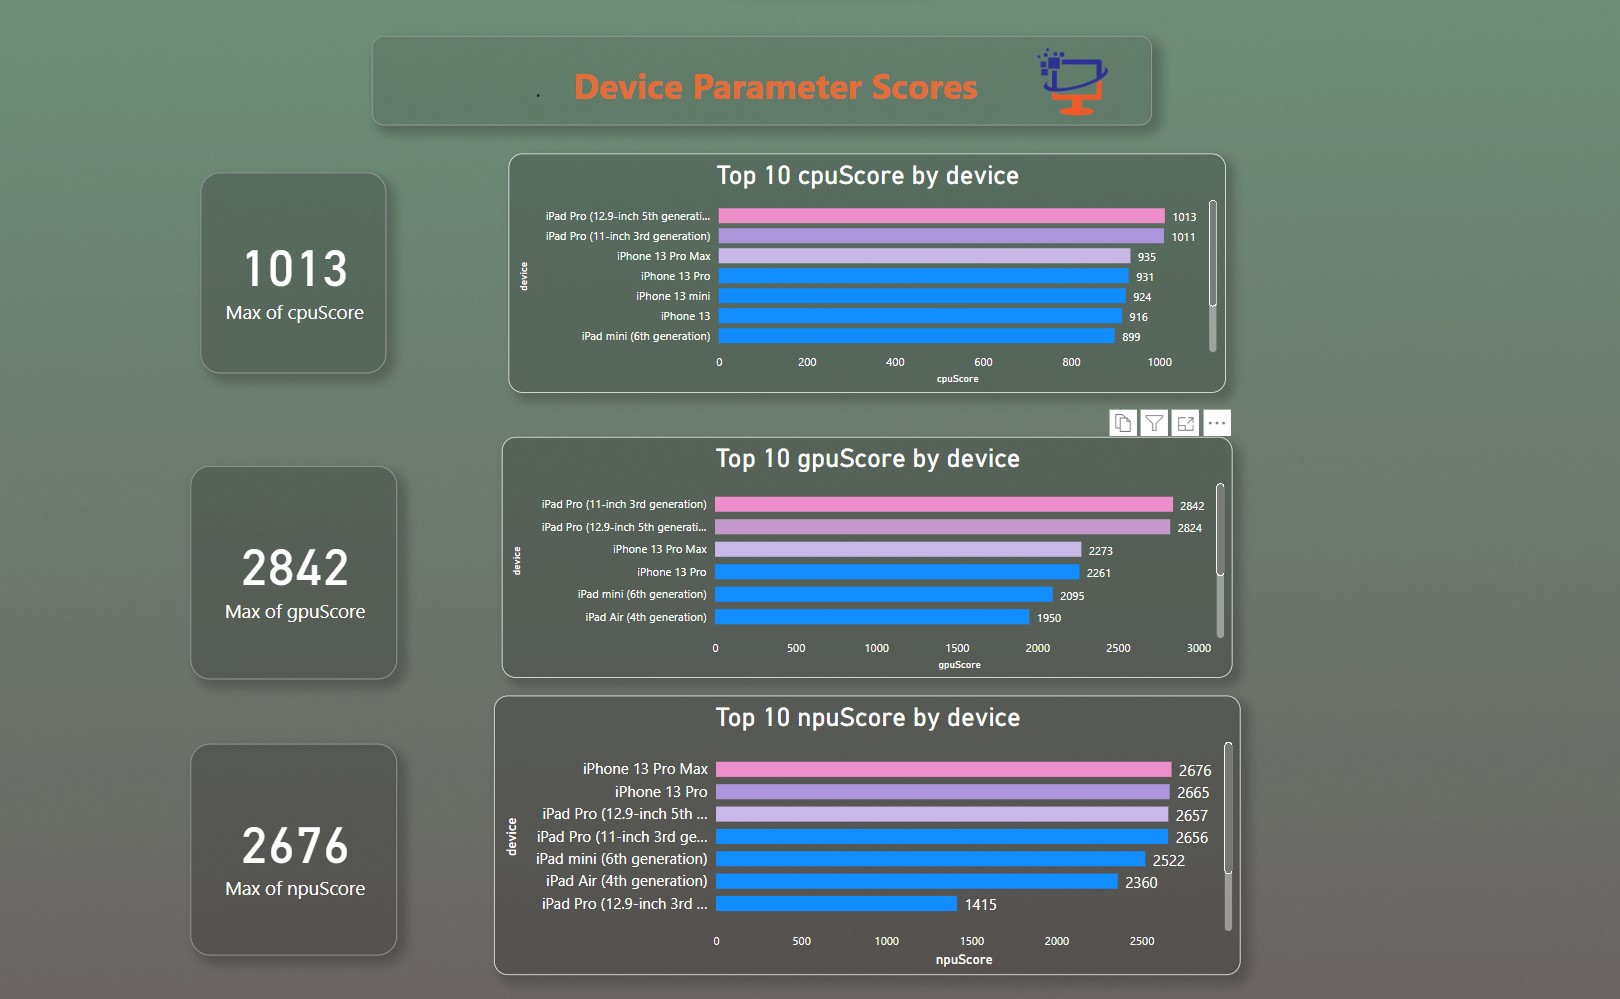 . Device Parameter Scores
1013
Max of cpuScore
Top 10 cpuScore by device
device
iPad Pro (12.9-inch 5th generati... 1013
iPad Pro (11-inch 3rd generation) 1011
iPhone 13 Pro Max 935
iPhone 13 Pro 931
iPhone 13 mini 924
iPhone 13 916
iPad mini (6th generation) 899
0 200 400 600 800 1000
cpuScore
2842
Max of gpuScore
Top 10 gpuScore by device
device
iPad Pro (11-inch 3rd generation) 2842
iPad Pro (12.9-inch 5th generati... 2824
iPhone 13 Pro Max 2273
iPhone 13 Pro 2261
iPad mini (6th generation) 2095
iPad Air (4th generation) 1950
0 500 1000 1500 2000 2500 3000
gpuScore
2676
Max of npuScore
Top 10 npuScore by device
device
iPhone 13 Pro Max 2676
iPhone 13 Pro 2665
iPad Pro (12.9-inch 5th ... 2657
iPad Pro (11-inch 3rd ge... 2656
iPad mini (6th generation) 2522
iPad Air (4th generation) 2360
iPad Pro (12.9-inch 3rd ... 1415
0 500 1000 1500 2000 2500
npuScore